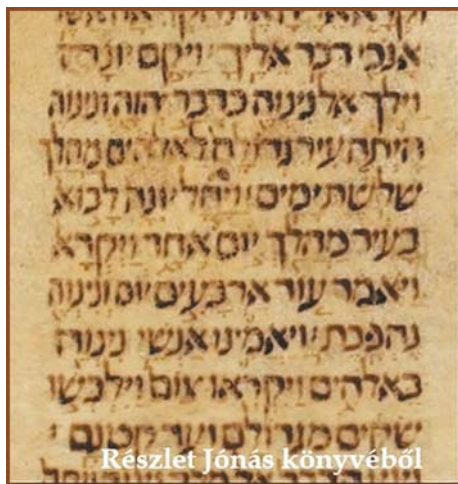 אנכי דבר אליך ויקם יונה
וילך אל נינוה כדבר יהוה ונינוה
היתה עיר גדולה לאלהים מהלך
שלשת ימים ויחל יונה לבוא
בעיר מהלך יום אחד ויקרא
ויאמר עוד ארבעים יום ונינוה
נהפכת ויאמינו אנשי נינוה
באלהים ויקראו צום וילבשו
שקים מגדולם ועד קטנם
Részlet Jónás könyvéből